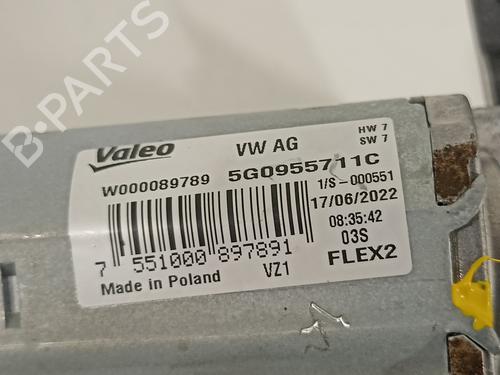 B-PARTS
Valeo
VW AG
HW 7
SW 7
W000089789
5G0955711C
1/S-000551
17/06/2022
08:35:42
03S
7 551000 897891
VZ1
FLEX2
Made in Poland